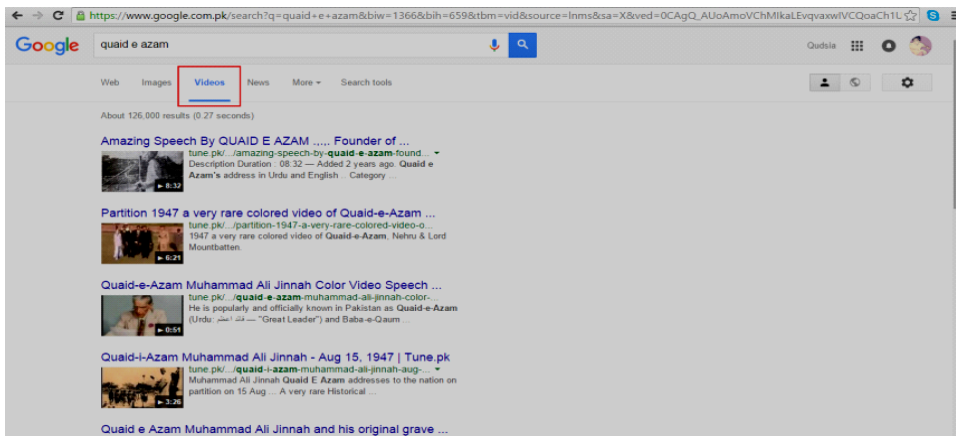 https://www.google.com.pk/search?q=quaid+e+azam&biw=1366&bih=659&tbm=vid&source=lnms&sa=X&ved=0CAgQ_AUoAmoVChMIkaLEvqvaxwIVCQoaCh1U
Google quaid e azam Qudsia
Web Images Videos News More Search tools
About 126,000 results (0.27 seconds)
Amazing Speech By QUAID E AZAM ..... Founder of ...
tune.pk/.../amazing-speech-by-quaid-e-azam-found...
Description Duration : 08:32 — Added 2 years ago. Quaid e
Azam's address in Urdu and English .. Category ...
8:32
Partition 1947 a very rare colored video of Quaid-e-Azam ...
tune.pk/.../partition-1947-a-very-rare-colored-video-o...
1947 a very rare colored video of Quaid-e-Azam, Nehru & Lord
Mountbatten.
6:21
Quaid-e-Azam Muhammad Ali Jinnah Color Video Speech ...
tune.pk/.../quaid-e-azam-muhammad-ali-jinnah-color-...
He is popularly and officially known in Pakistan as Quaid-e-Azam
(Urdu: قائد اعظم — "Great Leader") and Baba-e-Qaum ...
0:51
Quaid-i-Azam Muhammad Ali Jinnah - Aug 15, 1947 | Tune.pk
tune.pk/.../quaid-i-azam-muhammad-ali-jinnah-aug-...
Muhammad Ali Jinnah Quaid E Azam addresses to the nation on
partition on 15 Aug ... A very rare Historical ...
3:26
Quaid e Azam Muhammad Ali Jinnah and his original grave ...